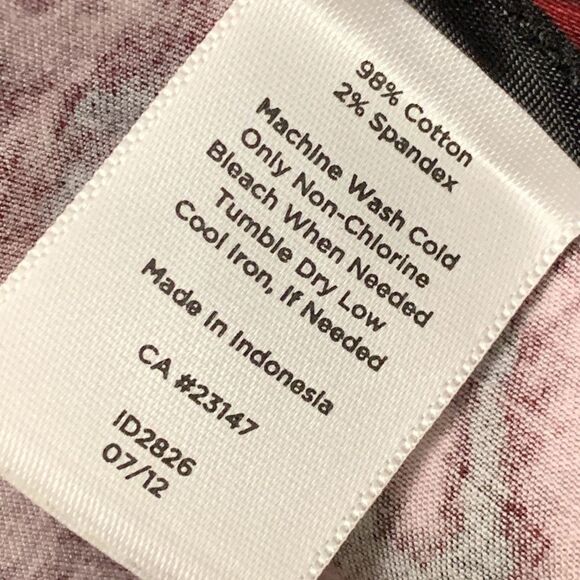 98% Cotton
2% Spandex
Machine Wash Cold
Only Non-Chlorine
Bleach When Needed
Tumble Dry Low
Cool Iron, If Needed
Made In Indonesia
CA #23147
ID2826
07/12